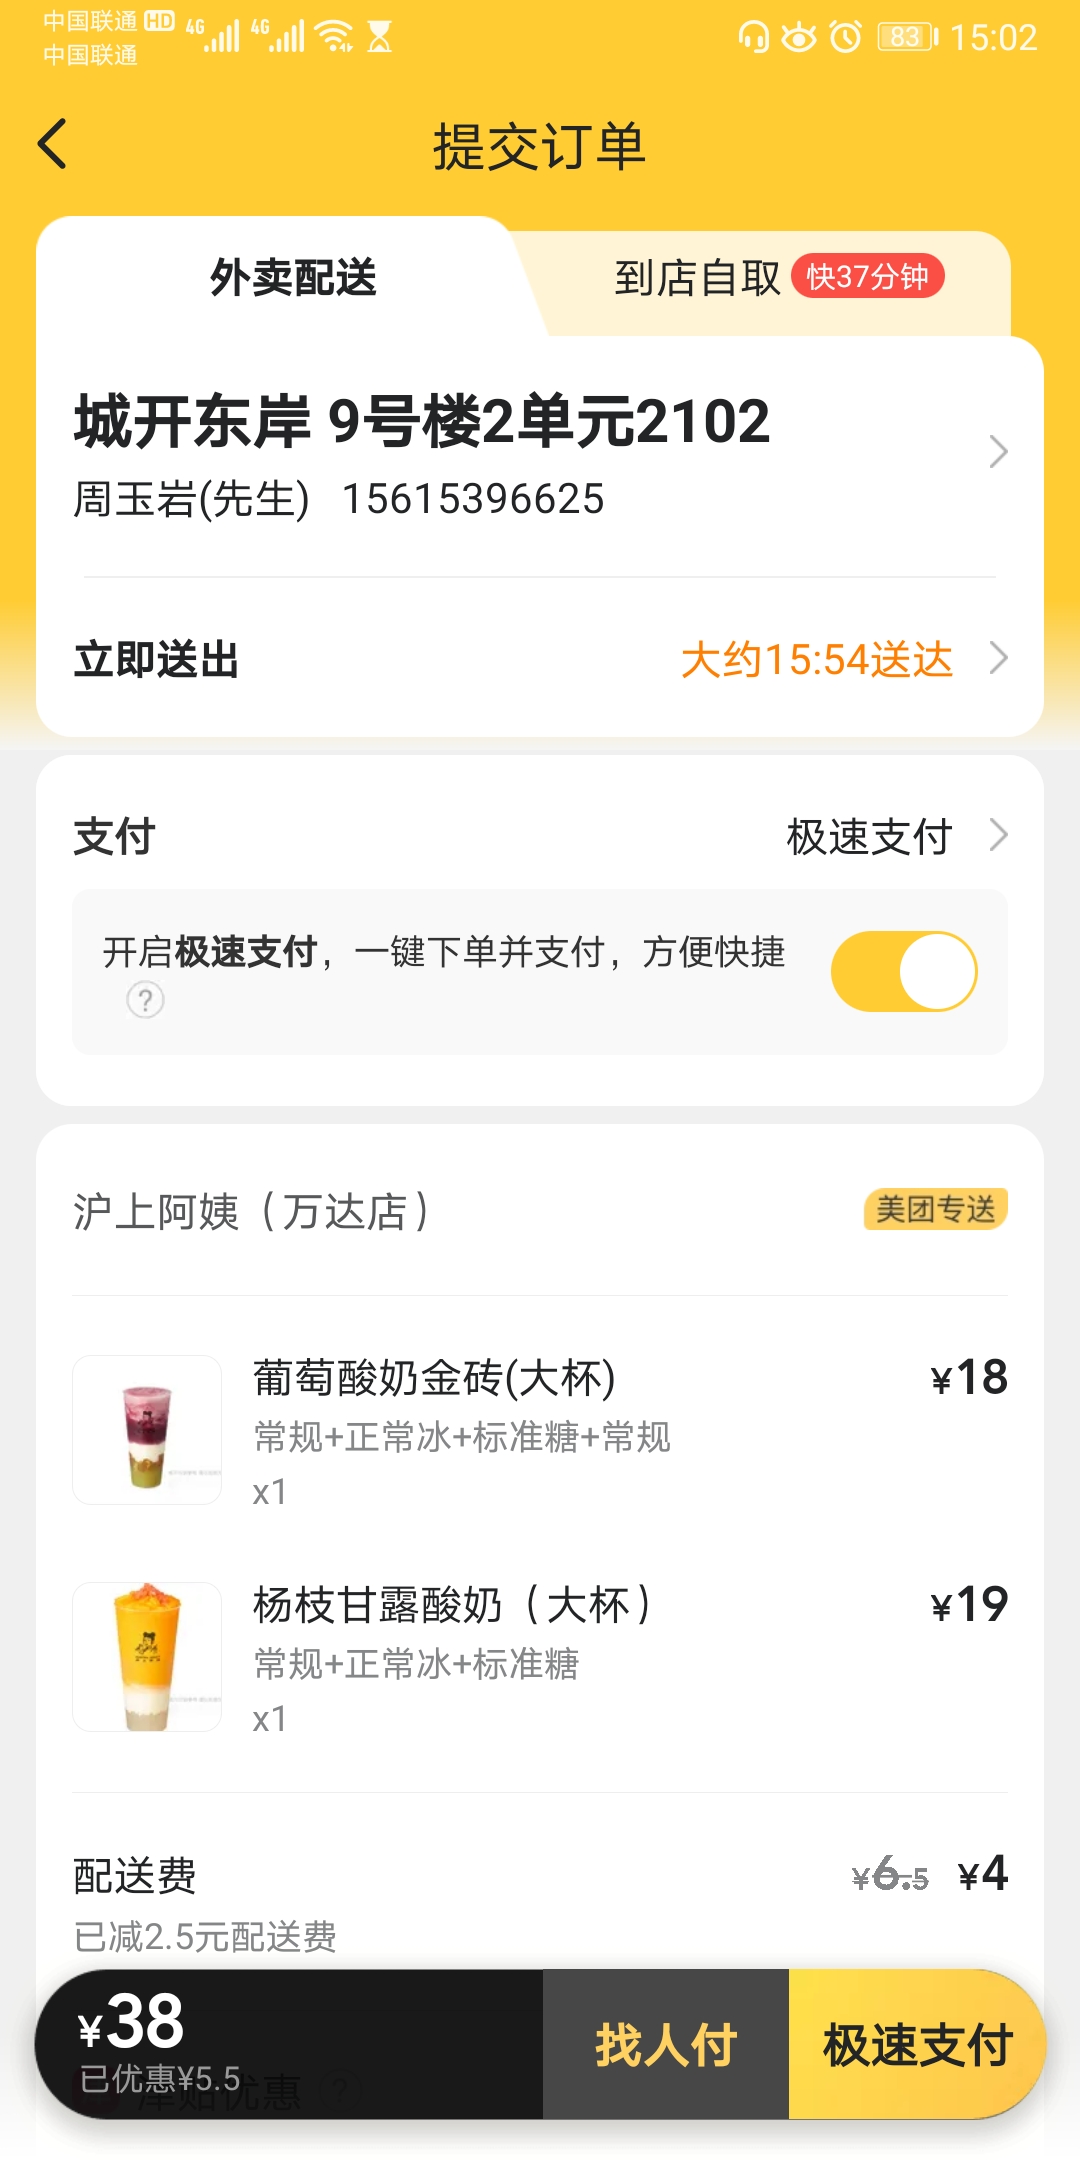 中国联通 HD 4G 4G 83 15:02
中国联通
提交订单
外卖配送
到店自取 快37分钟
城开东岸 9号楼2单元2102
周玉岩(先生) 15615396625
立即送出 大约15:54送达
支付 极速支付
开启极速支付，一键下单并支付，方便快捷
?
沪上阿姨（万达店） 美团专送
葡萄酸奶金砖(大杯) ¥18
常规+正常冰+标准糖+常规
x1
杨枝甘露酸奶（大杯） ¥19
常规+正常冰+标准糖
x1
配送费 ¥6.5 ¥4
已减2.5元配送费
¥38 找人付 极速支付
已优惠¥5.5
津贴优惠 ?